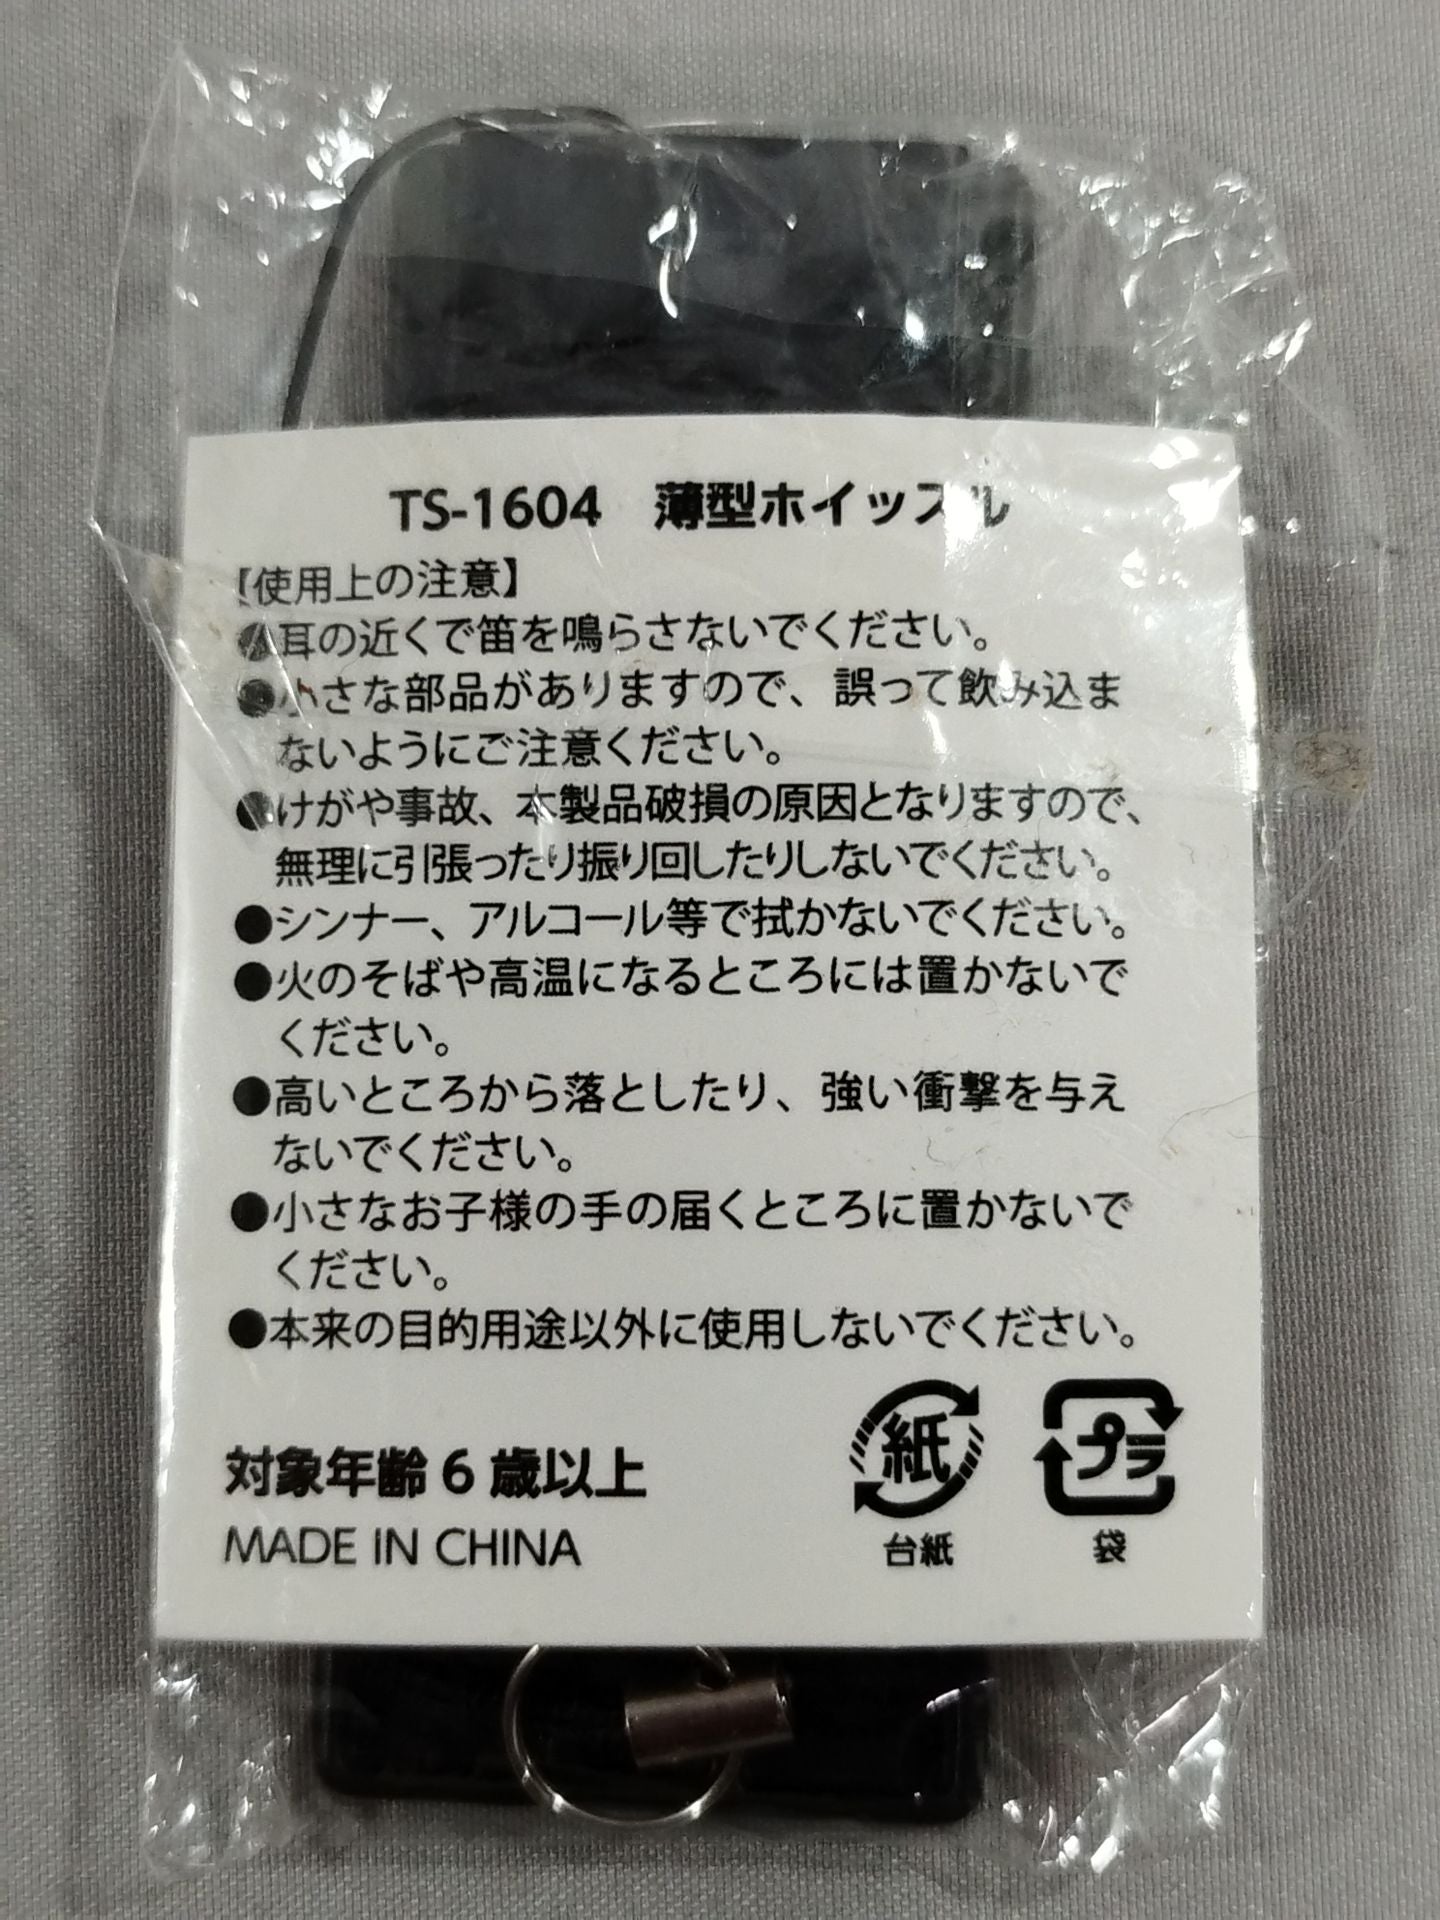 TS-1604　薄型ホイッスル
【使用上の注意】
●耳の近くで笛を鳴らさないでください。
●小さな部品がありますので、誤って飲み込ま
ないようにご注意ください。
●けがや事故、本製品破損の原因となりますので、
無理に引張ったり振り回したりしないでください。
●シンナー、アルコール等で拭かないでください。
●火のそばや高温になるところには置かないで
ください。
●高いところから落としたり、強い衝撃を与え
ないでください。
●小さなお子様の手の届くところに置かないで
ください。
●本来の目的用途以外に使用しないでください。
対象年齢 6 歳以上
MADE IN CHINA
紙
台紙
プラ
袋